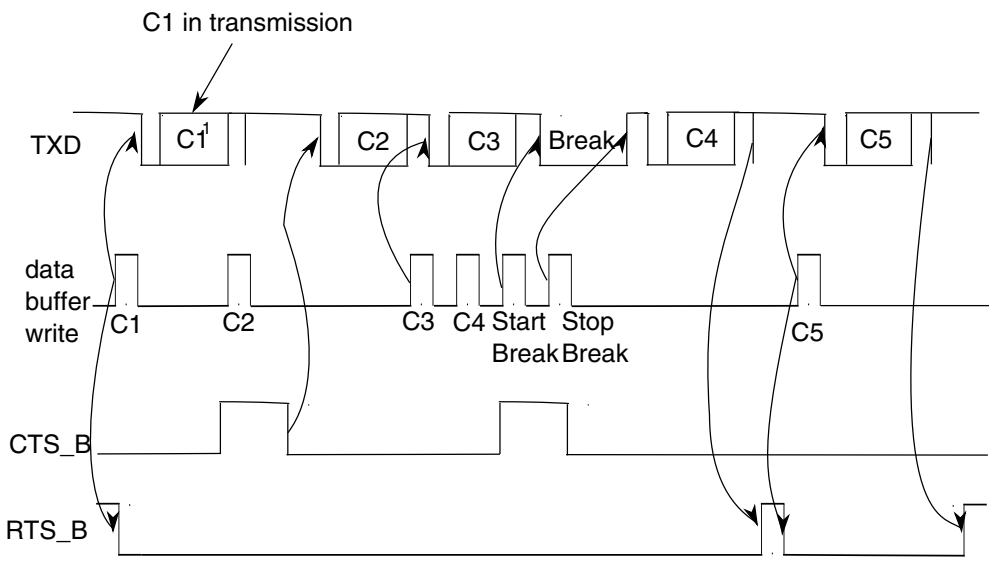 C1 in transmission
TXD
C1
1
C2
C3
Break
C4
C5
data
buffer
write
C1
C2
C3
C4
Start
Break
Stop
Break
C5
CTS_B
RTS_B